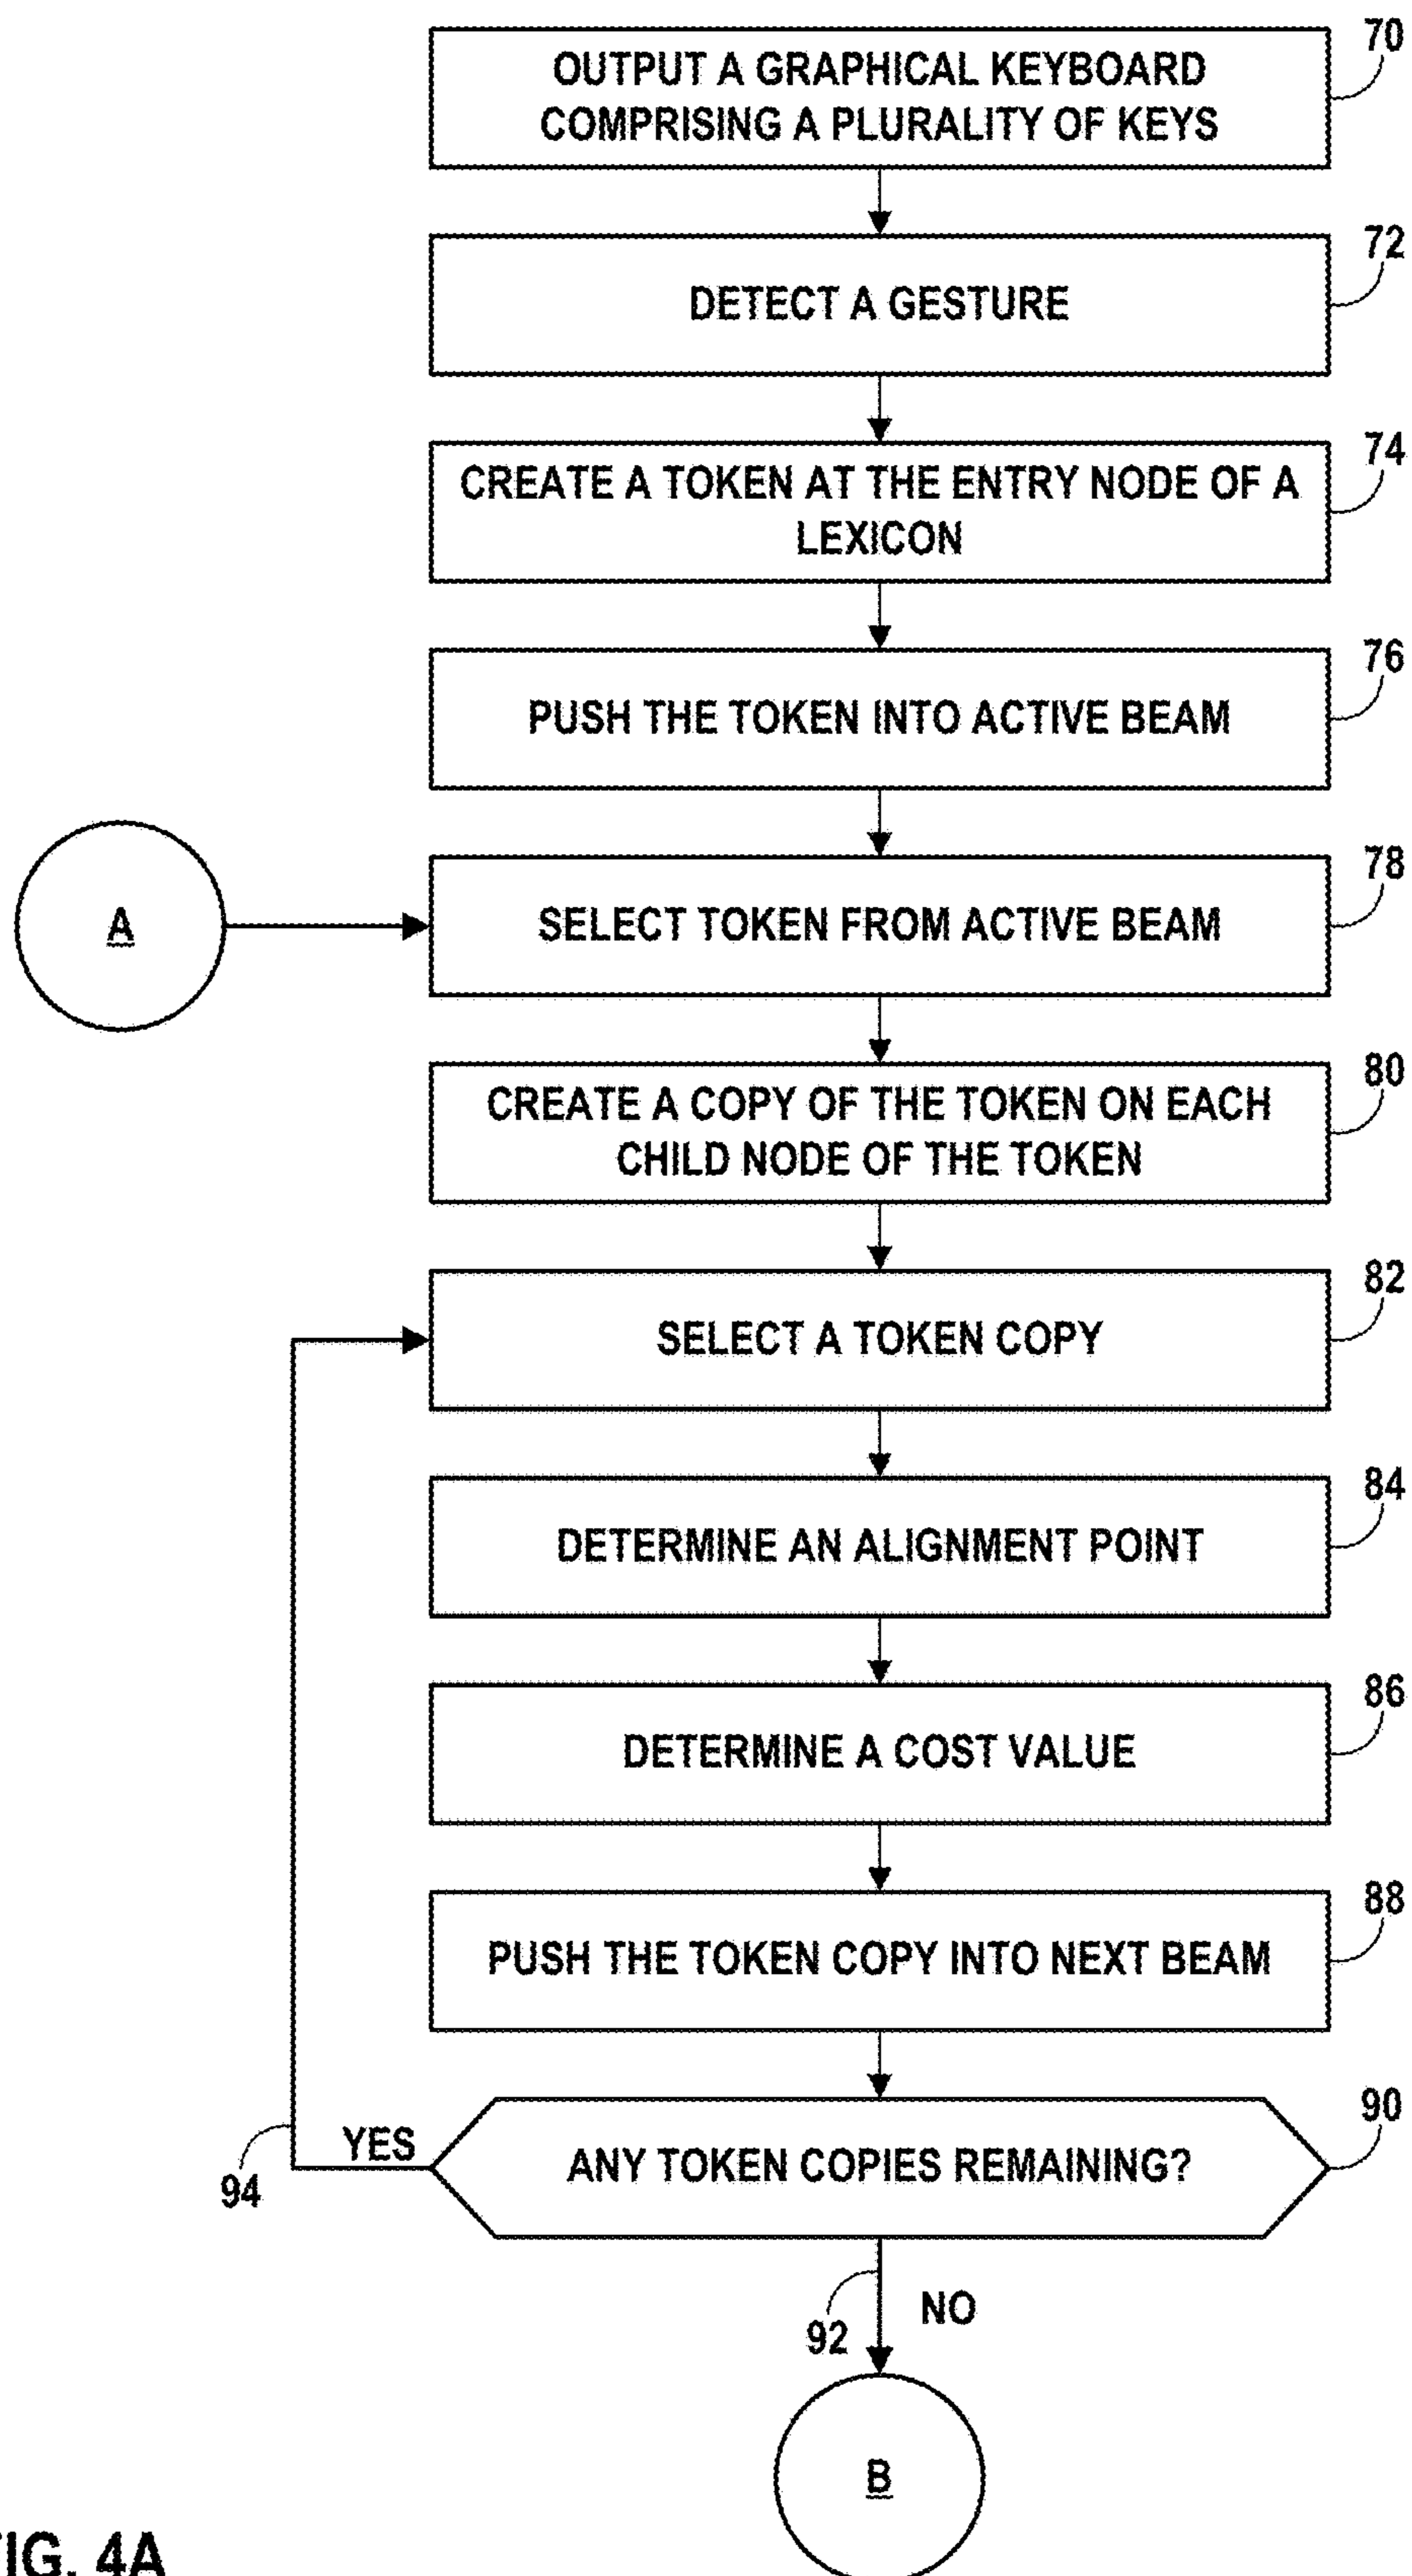 70
OUTPUT A GRAPHICAL KEYBOARD
COMPRISING A PLURALITY OF KEYS
72
DETECT A GESTURE
74
CREATE A TOKEN AT THE ENTRY NODE OF A
LEXICON
76
PUSH THE TOKEN INTO ACTIVE BEAM
78
A
SELECT TOKEN FROM ACTIVE BEAM
80
CREATE A COPY OF THE TOKEN ON EACH
CHILD NODE OF THE TOKEN
82
SELECT A TOKEN COPY
84
DETERMINE AN ALIGNMENT POINT
86
DETERMINE A COST VALUE
88
PUSH THE TOKEN COPY INTO NEXT BEAM
90
YES
ANY TOKEN COPIES REMAINING?
94
NO
92
B
IG. 4A